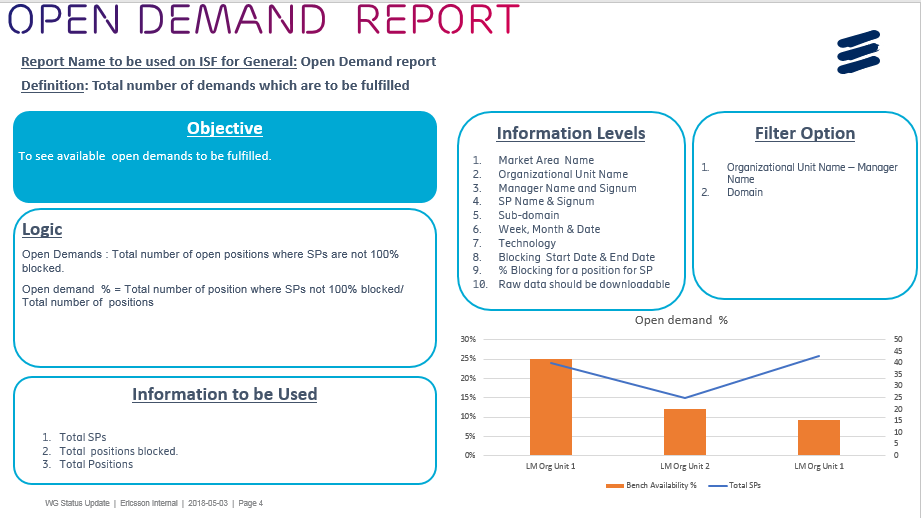 OPEN DEMAND REPORT
Report Name to be used on ISF for General: Open Demand report
Definition: Total number of demands which are to be fulfilled
Objective
To see available open demands to be fulfilled.
Logic
Open Demands : Total number of open positions where SPs are not 100%
blocked.
Open demand % = Total number of position where SPs not 100% blocked/
Total number of positions
Information to be Used
1. Total SPs
2. Total positions blocked.
3. Total Positions
Information Levels
1. Market Area Name
2. Organizational Unit Name
3. Manager Name and Signum
4. SP Name & Signum
5. Sub-domain
6. Week, Month & Date
7. Technology
8. Blocking Start Date & End Date
9. % Blocking for a position for SP
10. Raw data should be downloadable
Filter Option
1. Organizational Unit Name – Manager
Name
2. Domain
Open demand %
30%
25%
20%
15%
10%
5%
0%
50
45
40
35
30
25
20
15
10
5
0
LM Org Unit 1
LM Org Unit 2
LM Org Unit 1
Bench Availability %
Total SPs
WG Status Update | Ericsson Internal | 2018-05-03 | Page 4